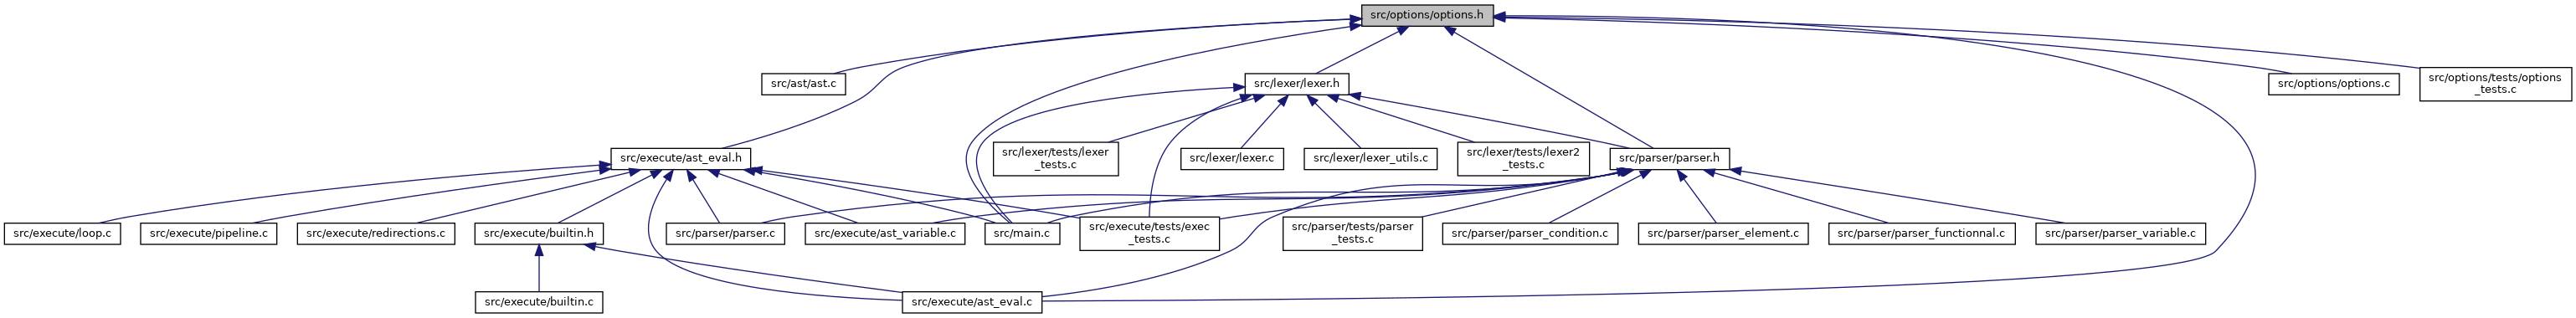 src/options/options.h
src/ast/ast.c
src/lexer/lexer.h
src/options/options.c
src/options/tests/options
_tests.c
src/execute/ast_eval.h
src/lexer/tests/lexer
_tests.c
src/lexer/lexer.c
src/lexer/lexer_utils.c
src/lexer/tests/lexer2
_tests.c
src/parser/parser.h
src/execute/loop.c
src/execute/pipeline.c
src/execute/redirections.c
src/execute/builtin.h
src/parser/parser.c
src/execute/ast_variable.c
src/main.c
src/execute/tests/exec
_tests.c
src/parser/tests/parser
_tests.c
src/parser/parser_condition.c
src/parser/parser_element.c
src/parser/parser_functionnal.c
src/parser/parser_variable.c
src/execute/builtin.c
src/execute/ast_eval.c